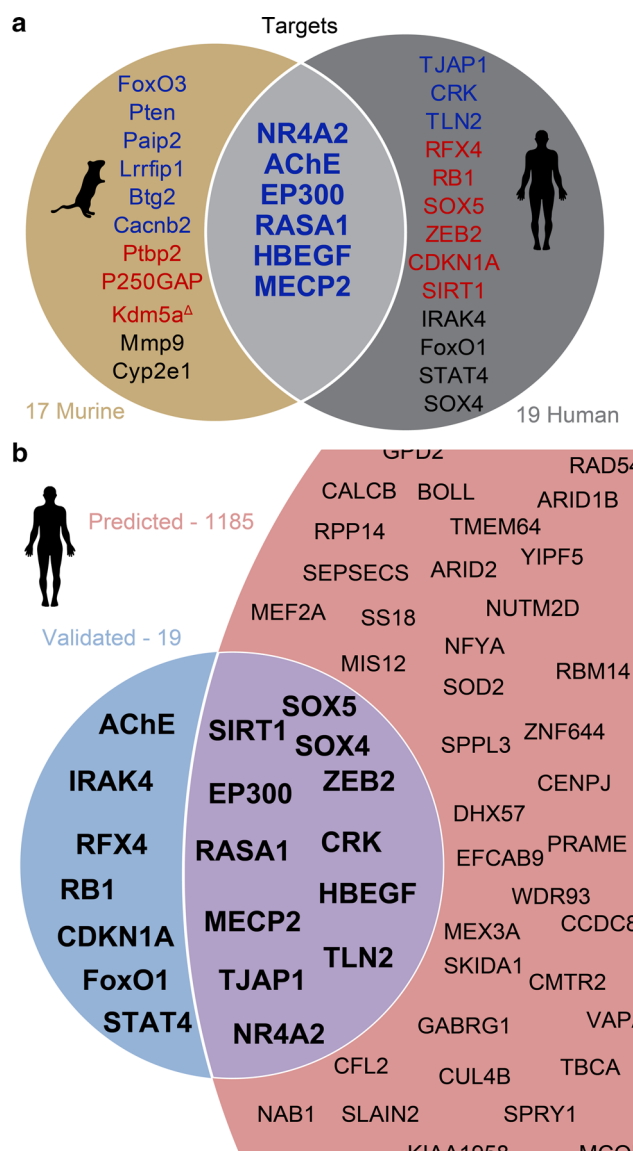 a
Targets
FoxO3
Pten
Paip2
Lrrfip1
Btg2
Cacnb2
Ptbp2
P250GAP
Kdm5aΔ
Mmp9
Cyp2e1
17 Murine
NR4A2
AChE
EP300
RASA1
HBEGF
MECP2
TJAP1
CRK
TLN2
RFX4
RB1
SOX5
ZEB2
CDKN1A
SIRT1
IRAK4
FoxO1
STAT4
SOX4
19 Human
b
Predicted - 1185
Validated - 19
AChE
IRAK4
RFX4
RB1
CDKN1A
FoxO1
STAT4
SOX5
SIRT1
SOX4
EP300
ZEB2
RASA1
CRK
HBEGF
MECP2
TLN2
TJAP1
NR4A2
GPD2
RAD54
CALCB
BOLL
ARID1B
RPP14
TMEM64
YIPF5
SEPSECS
ARID2
MEF2A
SS18
NUTM2D
NFYA
MIS12
RBM14
SOD2
SPPL3
ZNF644
CENPJ
DHX57
PRAME
EFCAB9
WDR93
CCDC8
MEX3A
SKIDA1
CMTR2
GABRG1
VAPA
CFL2
TBCA
CUL4B
NAB1
SLAIN2
SPRY1